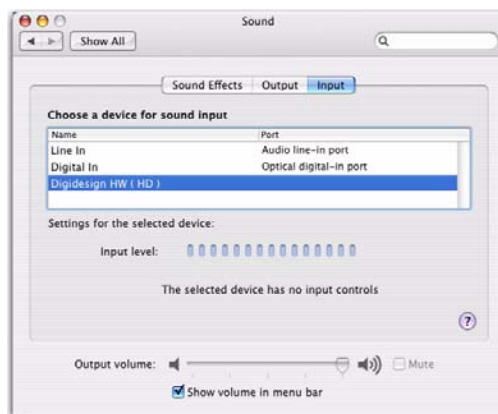 Sound
Show All
Sound Effects Output Input
Choose a device for sound input
Name Port
Line In Audio line-in port
Digital In Optical digital-in port
Digidesign HW ( HD )
Settings for the selected device:
Input level:
The selected device has no input controls
?
Output volume: Mute
Show volume in menu bar